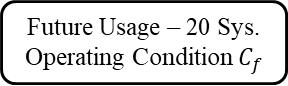 Future Usage – 20 Sys.
Operating Condition C_f